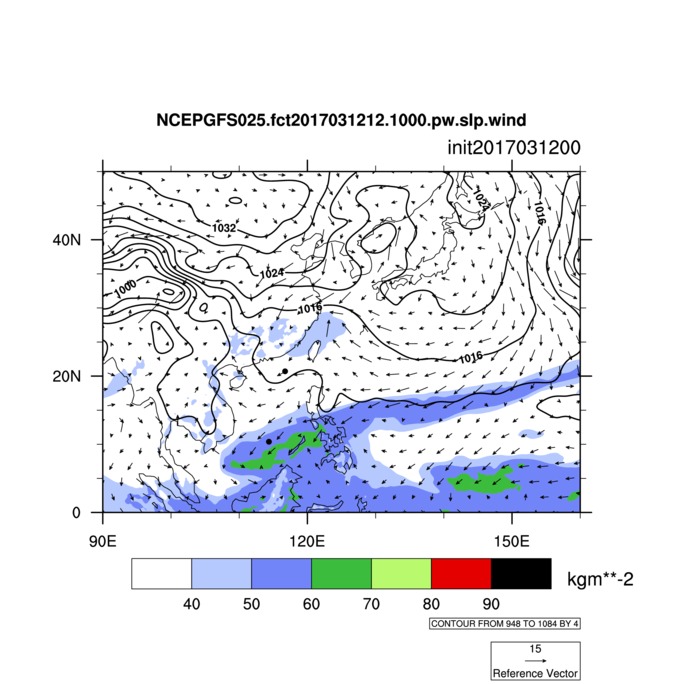 NCEPGFS025.fct2017031212.1000.pw.slp.wind
init2017031200
1032
1024
1016
1024
1000
1016
1016
40N
20N
0
90E 120E 150E
40 50 60 70 80 90
kgm**-2
CONTOUR FROM 948 TO 1084 BY 4
15
Reference Vector